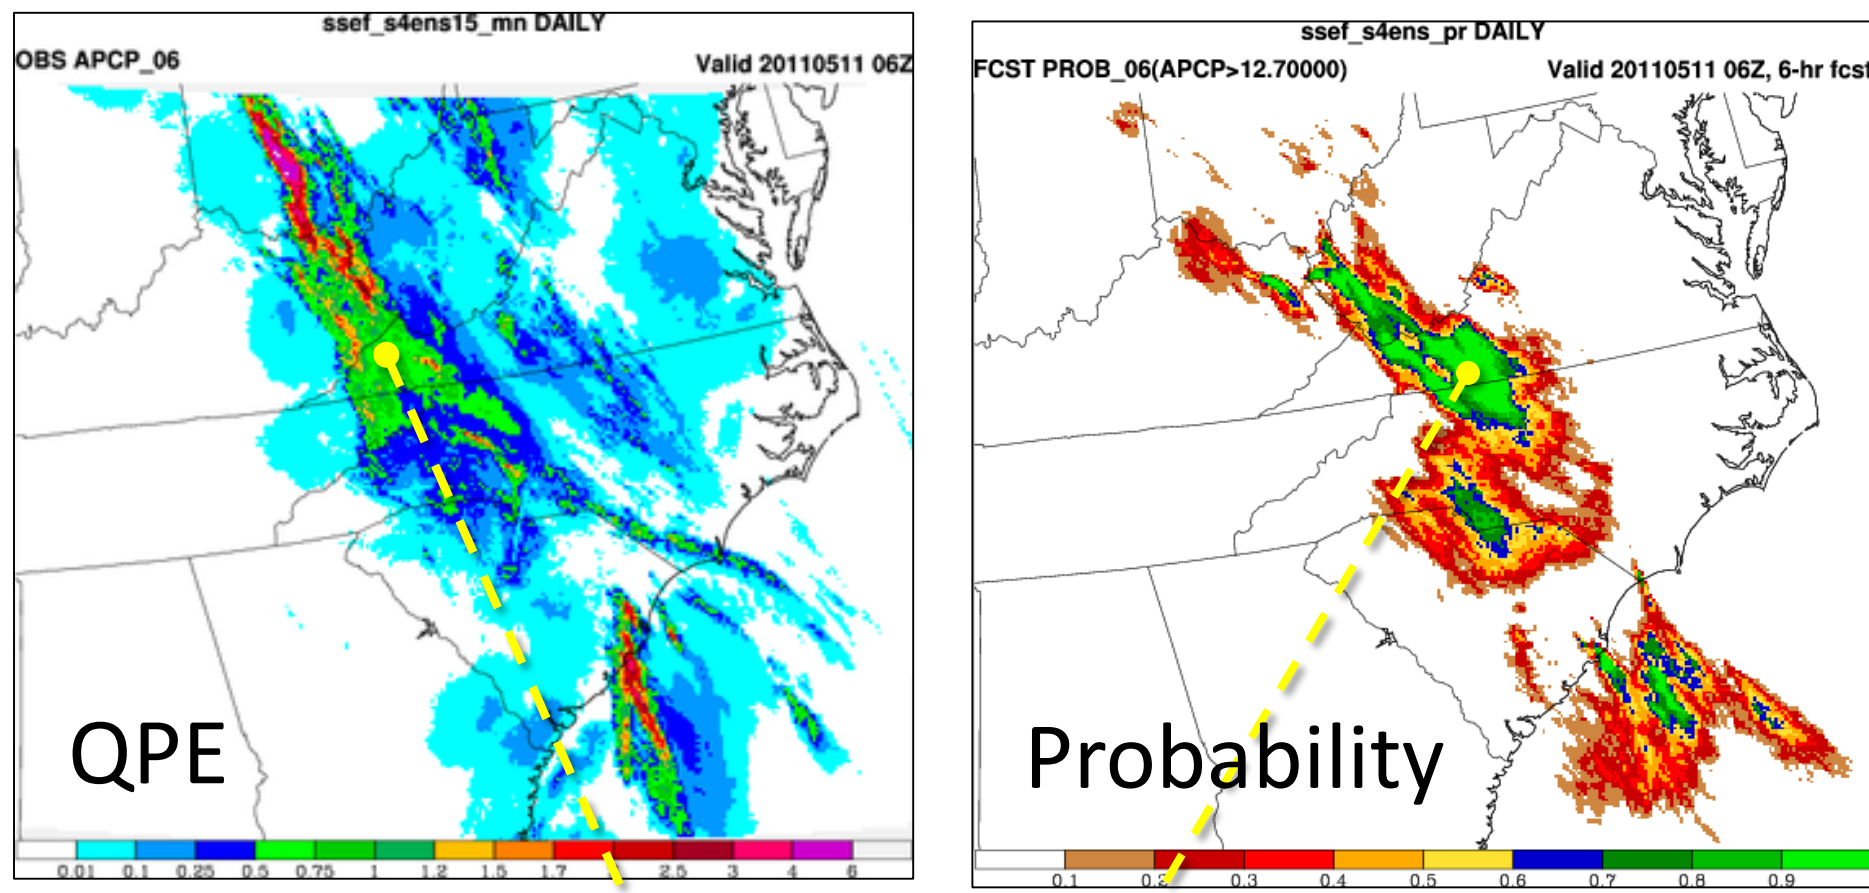 ssef_s4ens15_mn DAILY
OBS APCP_06
Valid 20110511 06Z
QPE
0.01 0.1 0.25 0.5 0.75 1 1.2 1.5 1.7 2.5 3 4 6
ssef_s4ens_pr DAILY
FCST PROB_06(APCP>12.70000)
Valid 20110511 06Z, 6-hr fcst
Probability
0.1 0.2 0.3 0.4 0.5 0.6 0.7 0.8 0.9